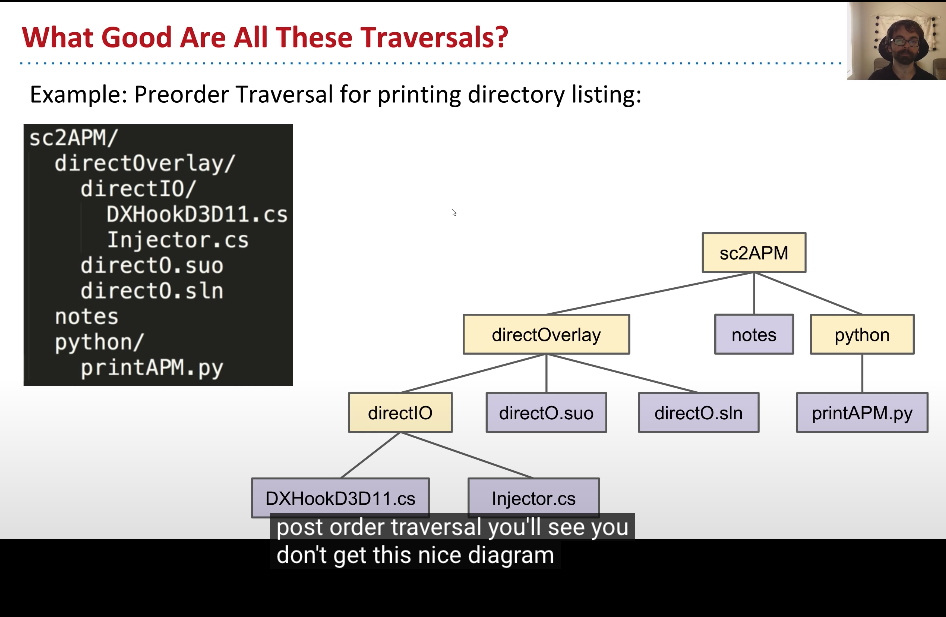 What Good Are All These Traversals?
Example: Preorder Traversal for printing directory listing:
sc2APM/
directOverlay/
directIO/
DXHookD3D11.cs
Injector.cs
directO.suo
directO.sln
notes
python/
printAPM.py
sc2APM
directOverlay
notes
python
directIO
directO.suo
directO.sln
printAPM.py
DXHookD3D11.cs
Injector.cs
post order traversal you'll see you
don't get this nice diagram